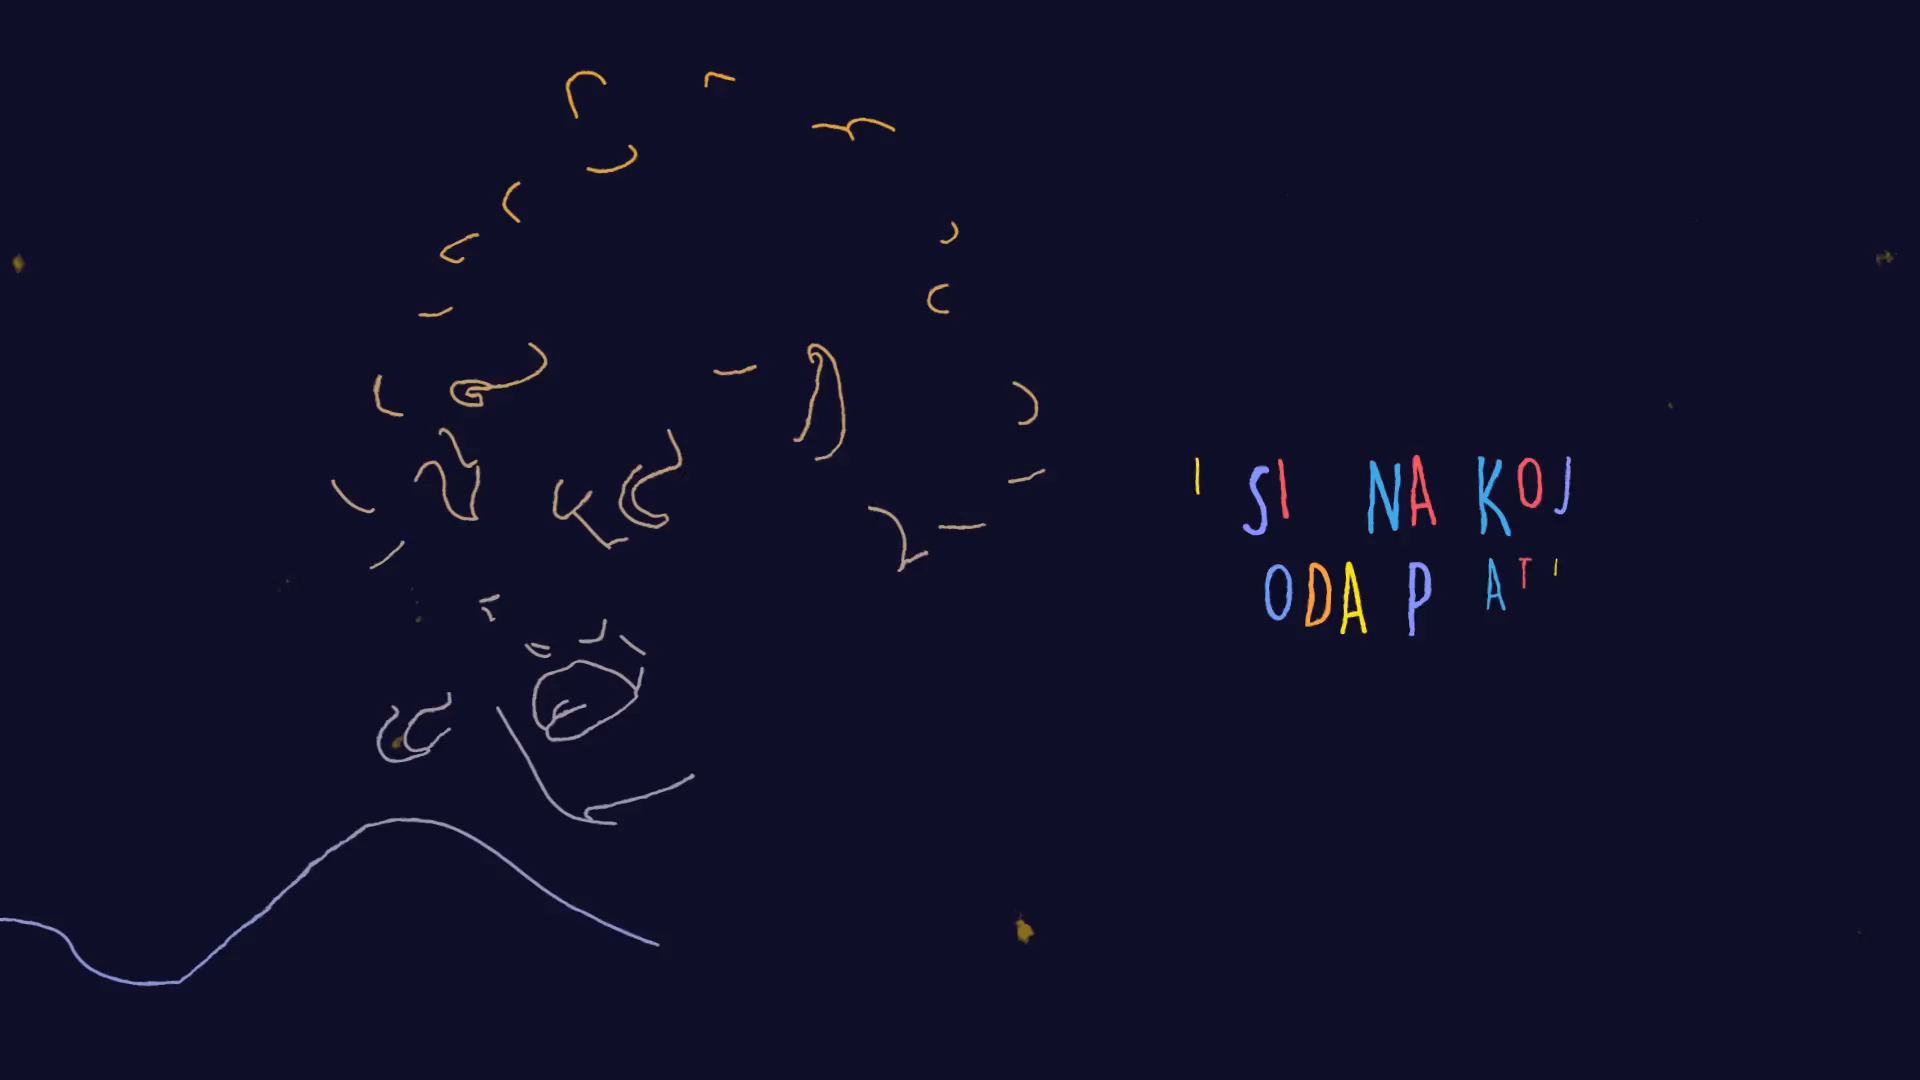 ' SI NA KOJ
ODA P AT '